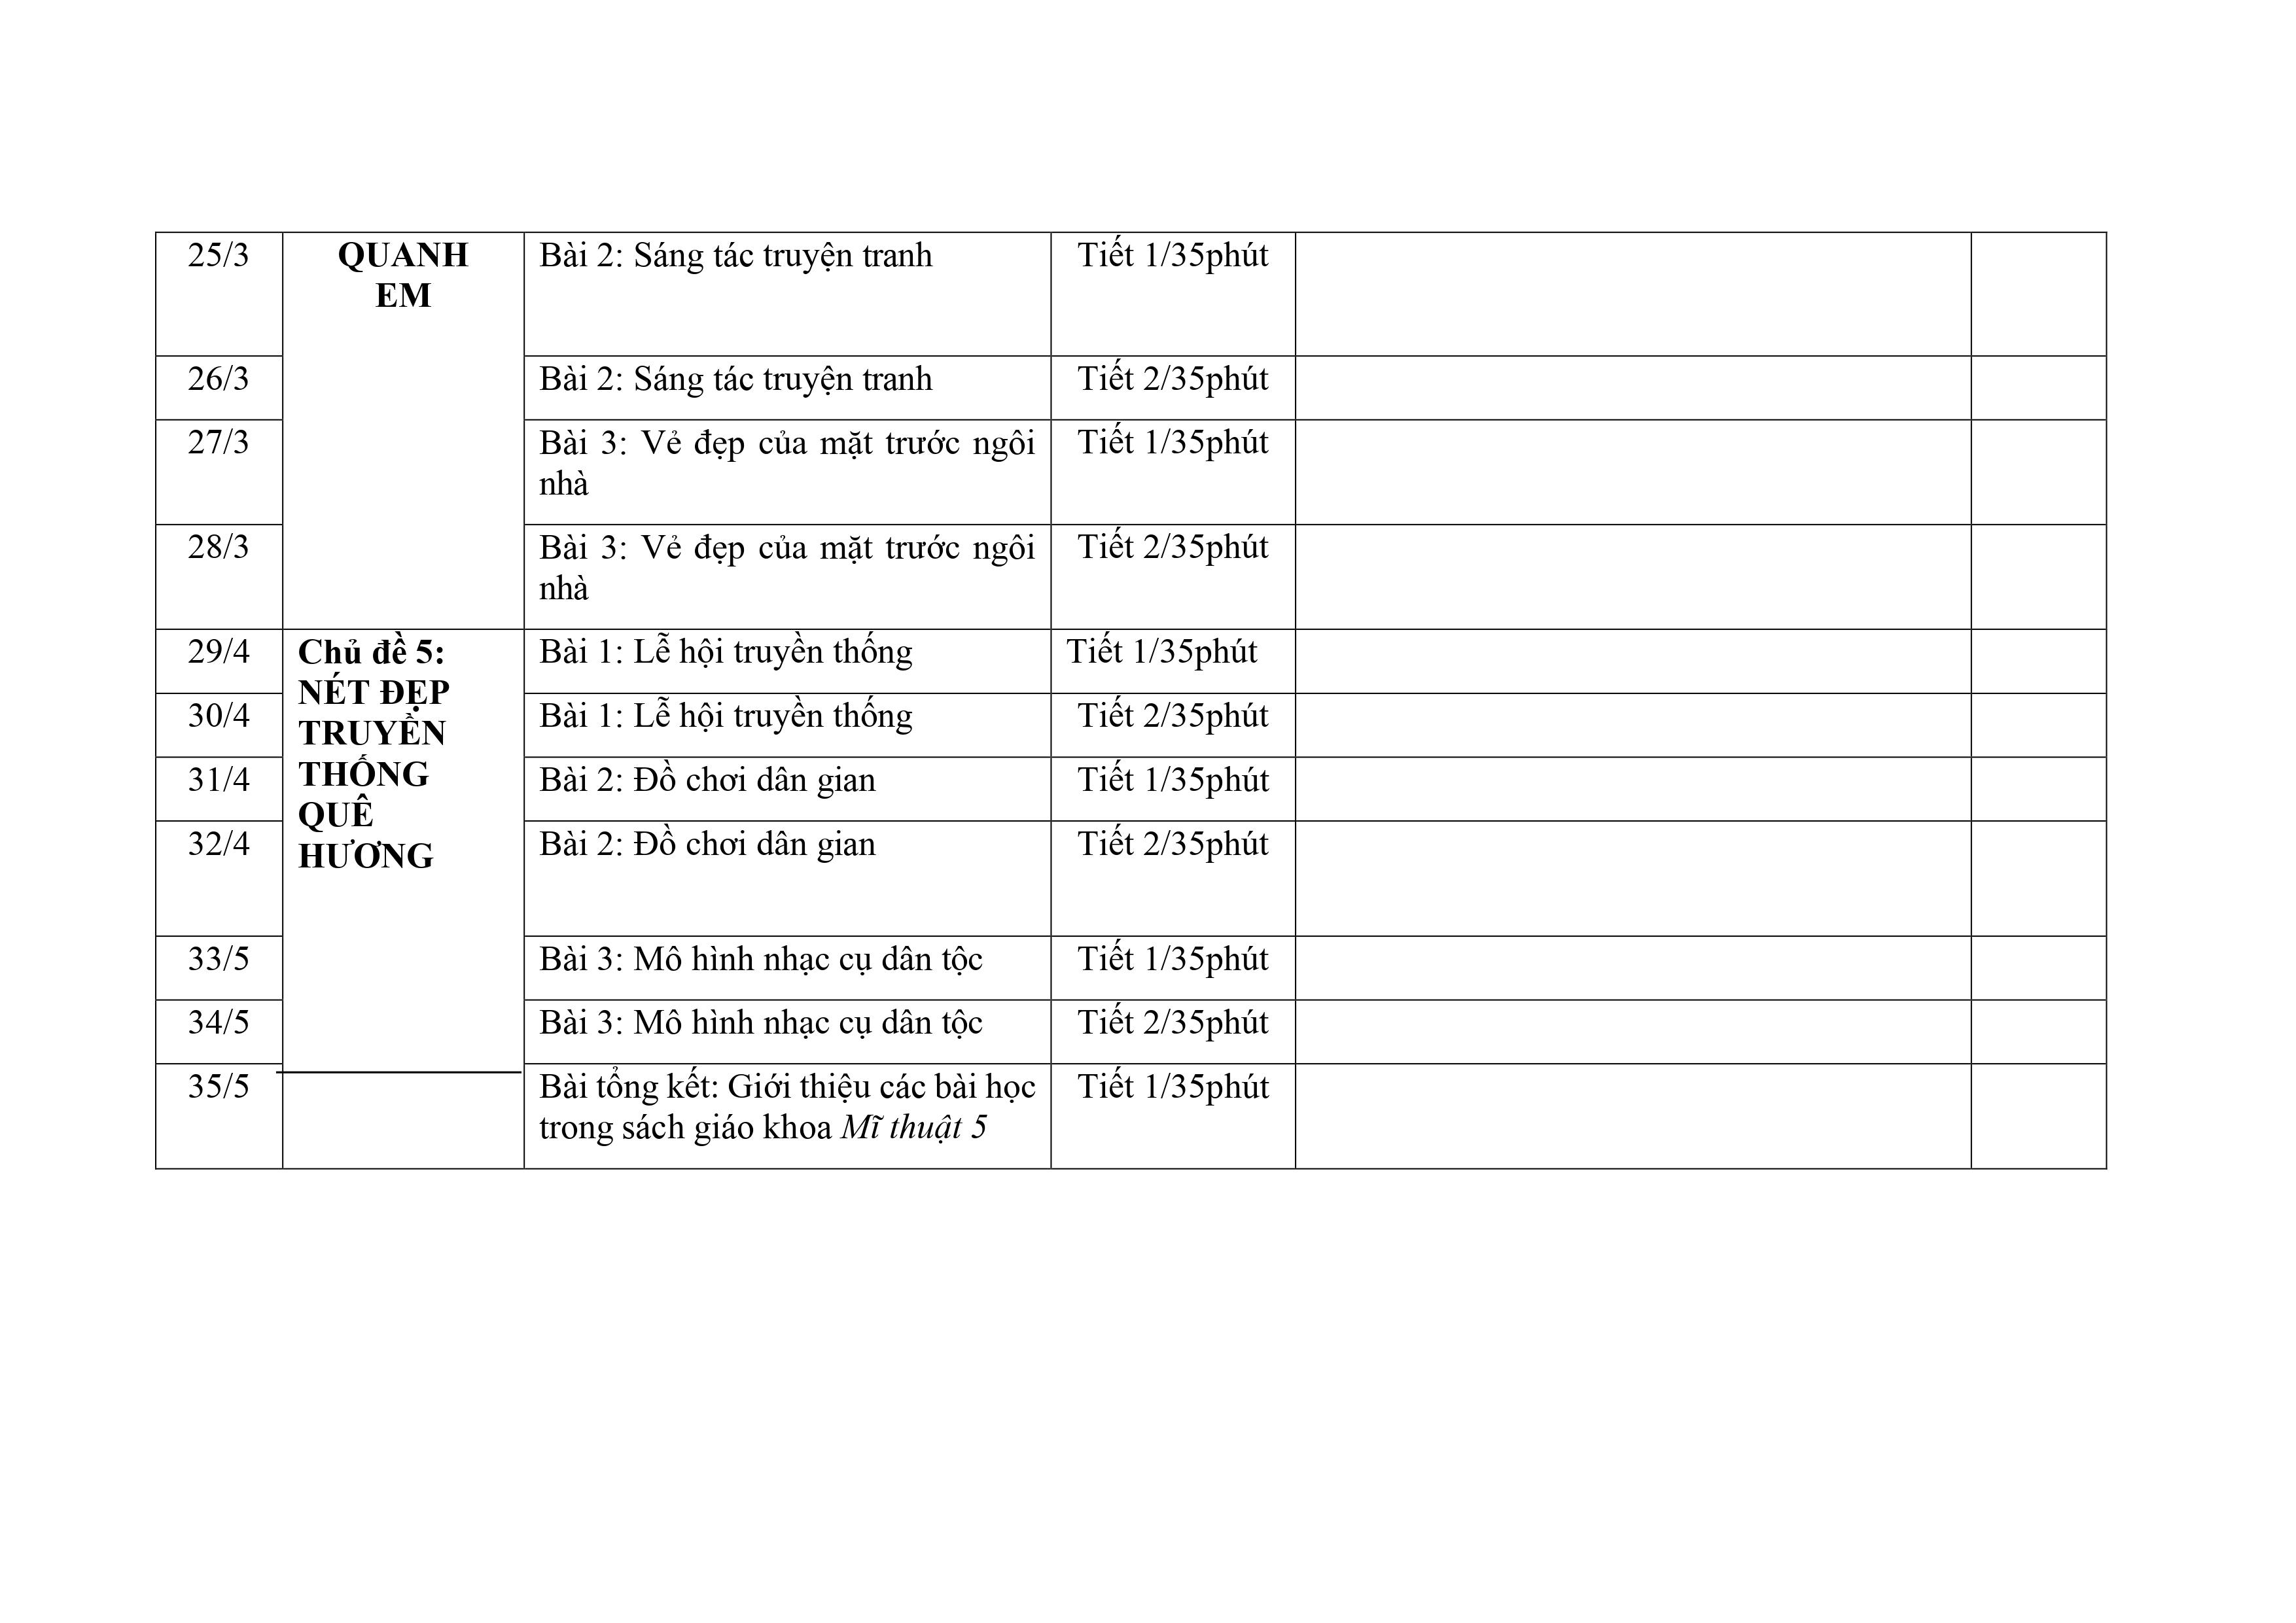 25/3 QUANH Bài 2: Sáng tác truyện tranh Tiết 1/35phút
EM
26/3 Bài 2: Sáng tác truyện tranh Tiết 2/35phút
27/3 Bài 3: Vẻ đẹp của mặt trước ngôi Tiết 1/35phút
nhà
28/3 Bài 3: Vẻ đẹp của mặt trước ngôi Tiết 2/35phút
nhà
29/4 Chủ đề 5: Bài 1: Lễ hội truyền thống Tiết 1/35phút
NÉT ĐẸP
30/4 TRUYỀN Bài 1: Lễ hội truyền thống Tiết 2/35phút
31/4 THỐNG Bài 2: Đồ chơi dân gian Tiết 1/35phút
QUÊ
32/4 HƯƠNG Bài 2: Đồ chơi dân gian Tiết 2/35phút
33/5 Bài 3: Mô hình nhạc cụ dân tộc Tiết 1/35phút
34/5 Bài 3: Mô hình nhạc cụ dân tộc Tiết 2/35phút
35/5 Bài tổng kết: Giới thiệu các bài học Tiết 1/35phút
trong sách giáo khoa Mĩ thuật 5